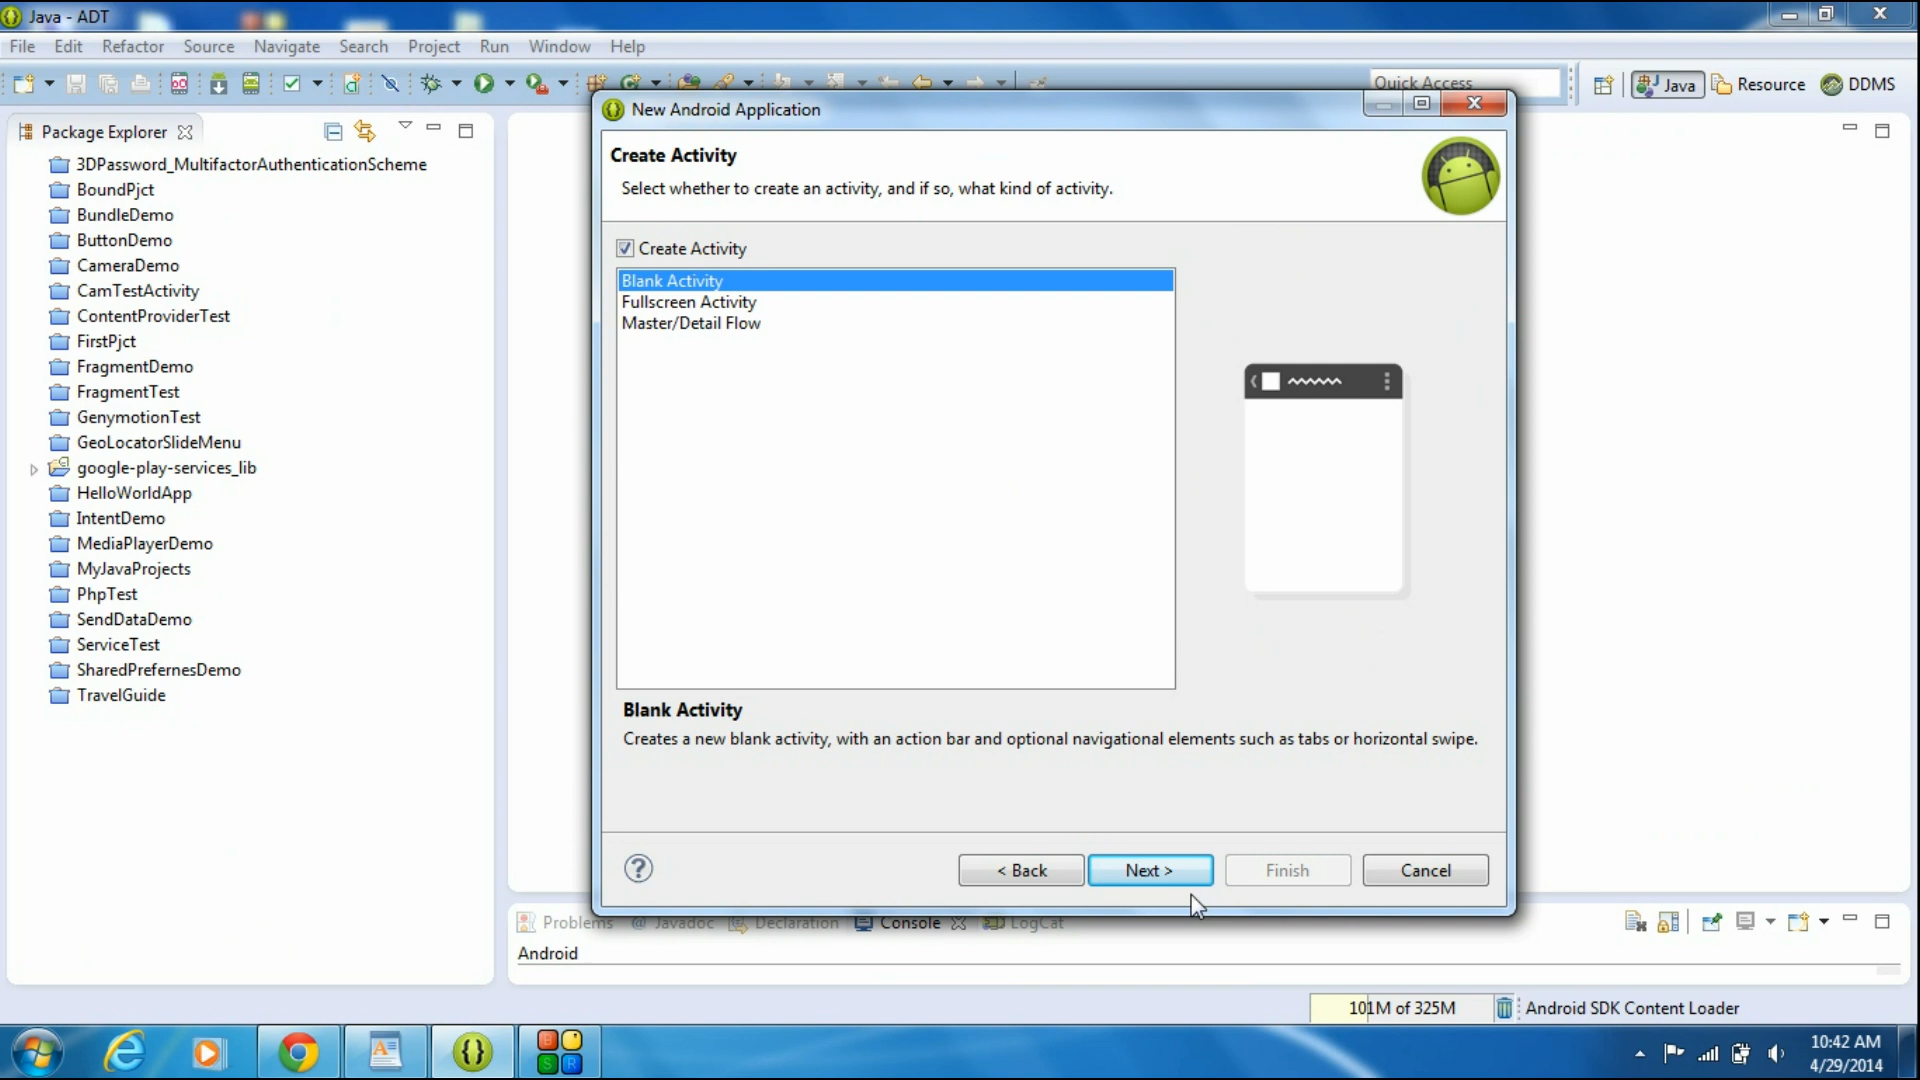 Java - ADT
File Edit Refactor Source Navigate Search Project Run Window Help
Quick Access
Java
Resource
DDMS
Package Explorer
3DPassword_MultifactorAuthenticationScheme
BoundPjct
BundleDemo
ButtonDemo
CameraDemo
CamTestActivity
ContentProviderTest
FirstPjct
FragmentDemo
FragmentTest
GenymotionTest
GeoLocatorSlideMenu
google-play-services_lib
HelloWorldApp
IntentDemo
MediaPlayerDemo
MyJavaProjects
PhpTest
SendDataDemo
ServiceTest
SharedPrefernesDemo
TravelGuide
New Android Application
Create Activity
Select whether to create an activity, and if so, what kind of activity.
Create Activity
Blank Activity
Fullscreen Activity
Master/Detail Flow
Blank Activity
Creates a new blank activity, with an action bar and optional navigational elements such as tabs or horizontal swipe.
< Back
Next >
Finish
Cancel
Problems @ Javadoc Declaration Console LogCat
Android
101M of 325M
Android SDK Content Loader
B O S R
10:42 AM
4/29/2014